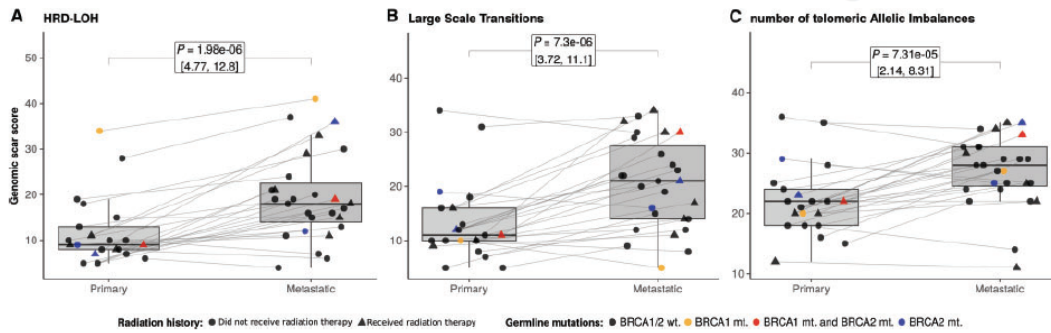 A HRD-LOH
B Large Scale Transitions
C number of telomeric Allelic Imbalances
Genomic scar score
50
40
30
20
10
P = 1.98e-06
[4.77, 12.8]
Primary
Metastatic
40
30
20
10
P = 7.3e-06
[3.72, 11.1]
Primary
Metastatic
40
30
20
10
P = 7.31e-05
[2.14, 8.31]
Primary
Metastatic
Radiation history: Did not receive radiation therapy Received radiation therapy Germline mutations: BRCA1/2 wt. BRCA1 mt. BRCA1 mt. and BRCA2 mt. BRCA2 mt.